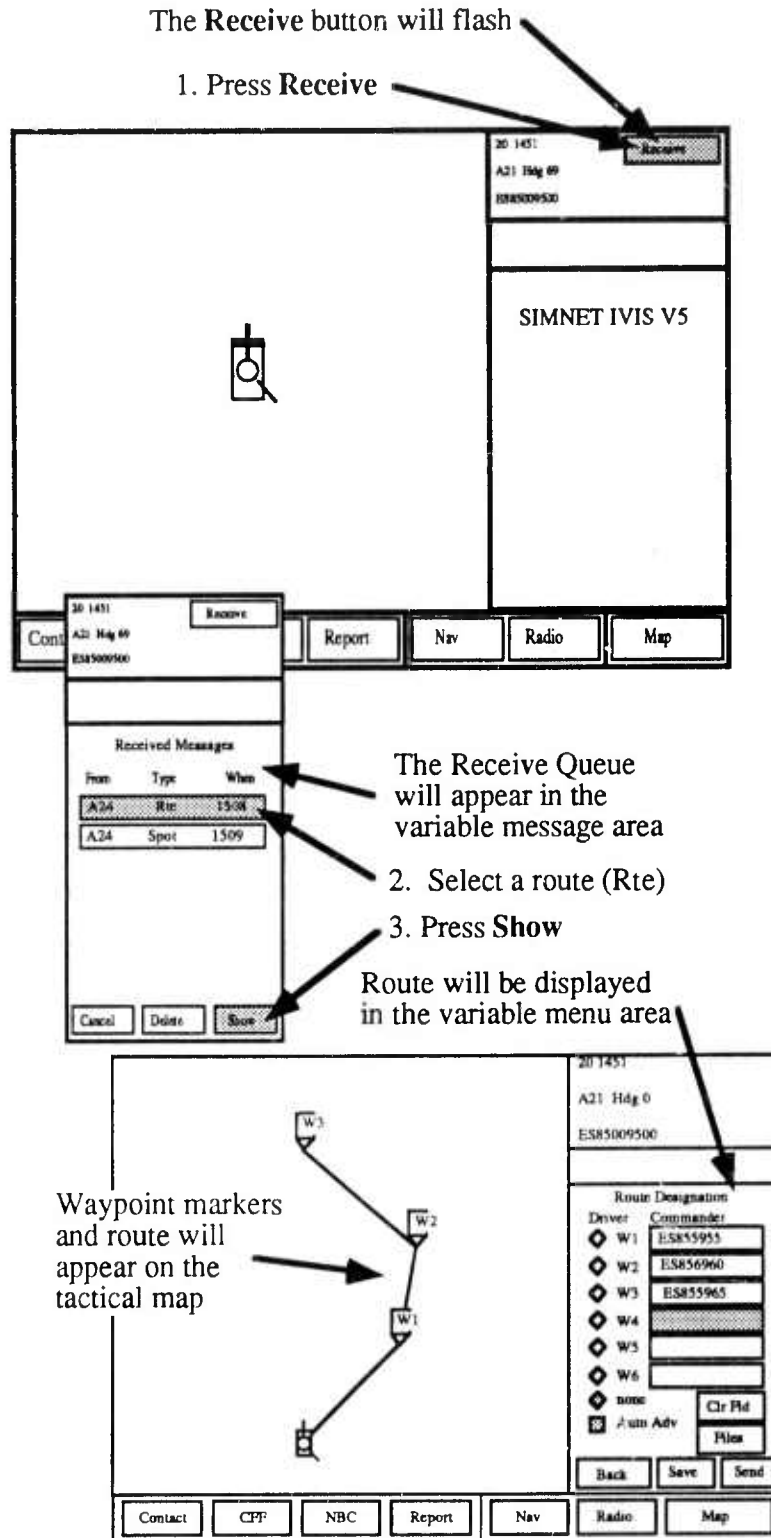 The Receive button will flash
1. Press Receive
20 1451
Receive
A21 Hdg 69
ES85009500
SIMNET IVIS V5
Cont
Report
Nav
Radio
Map
20 1451
Receive
A21 Hdg 69
ES85009500
Received Messages
From Type When
A24 Rte 1508
A24 Spot 1509
Cancel Delete Show
The Receive Queue
will appear in the
variable message area
2. Select a route (Rte)
3. Press Show
Route will be displayed
in the variable menu area
20 1451
A21 Hdg 0
ES85009500
W3
W2
W1
Waypoint markers
and route will
appear on the
tactical map
Route Designation
Driver Commander
W1 ES855955
W2 ES856960
W3 ES855965
W4
W5
W6
none
Clr Fld
Auto Adv
Files
Back Save Send
Contact CFF NBC Report Nav Radio Map